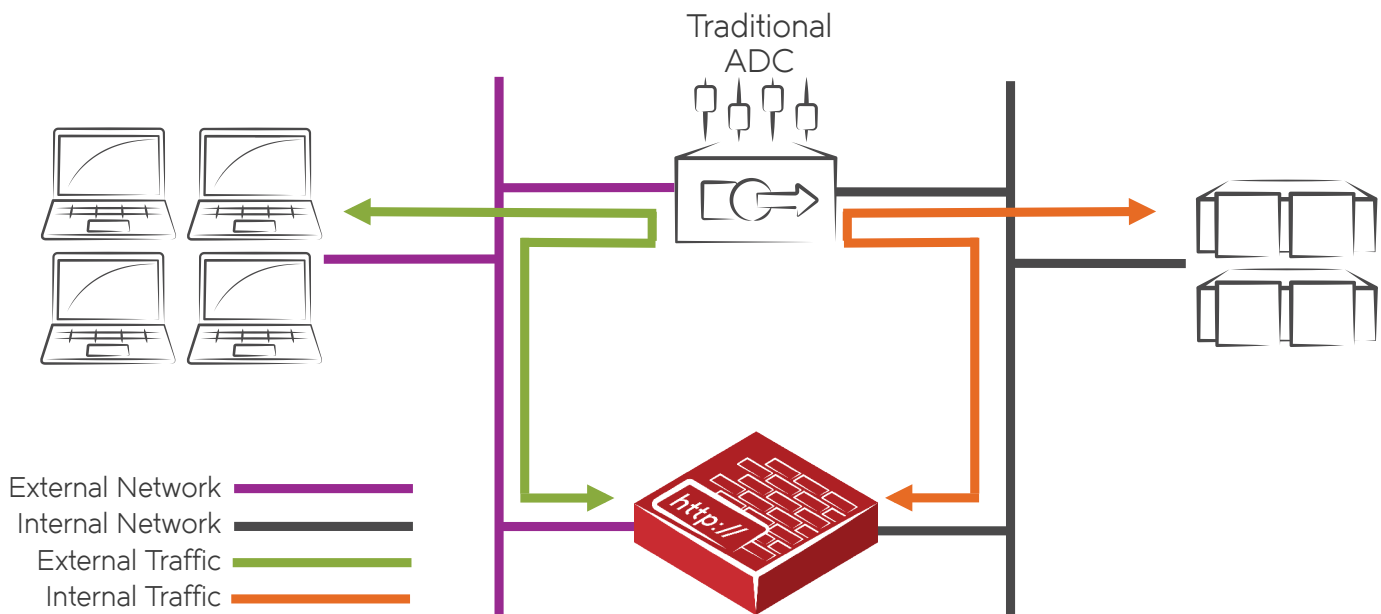 Traditional
ADC
http://
External Network
Internal Network
External Traffic
Internal Traffic